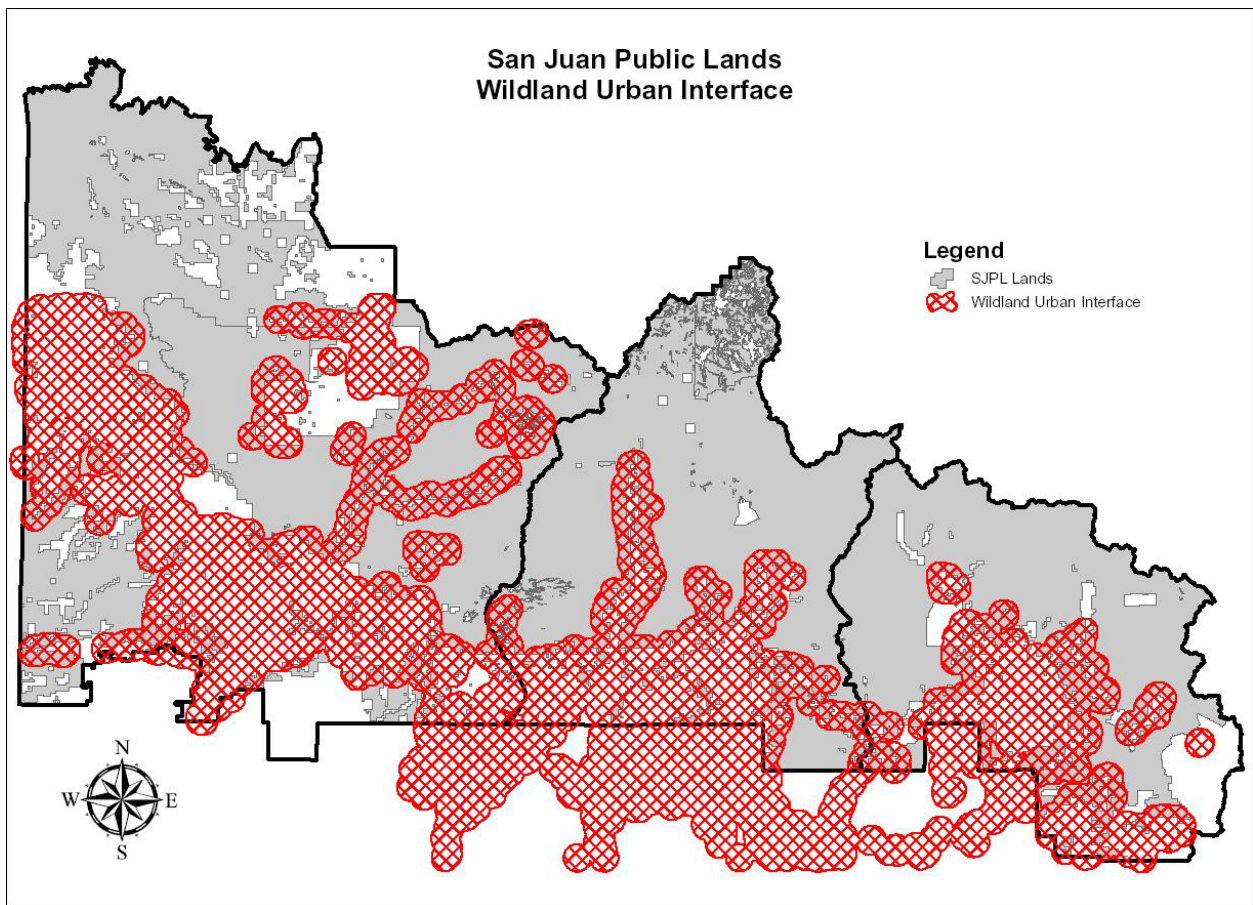 San Juan Public Lands
Wildland Urban Interface
Legend
SJPL Lands
Wildland Urban Interface
N
W
E
S